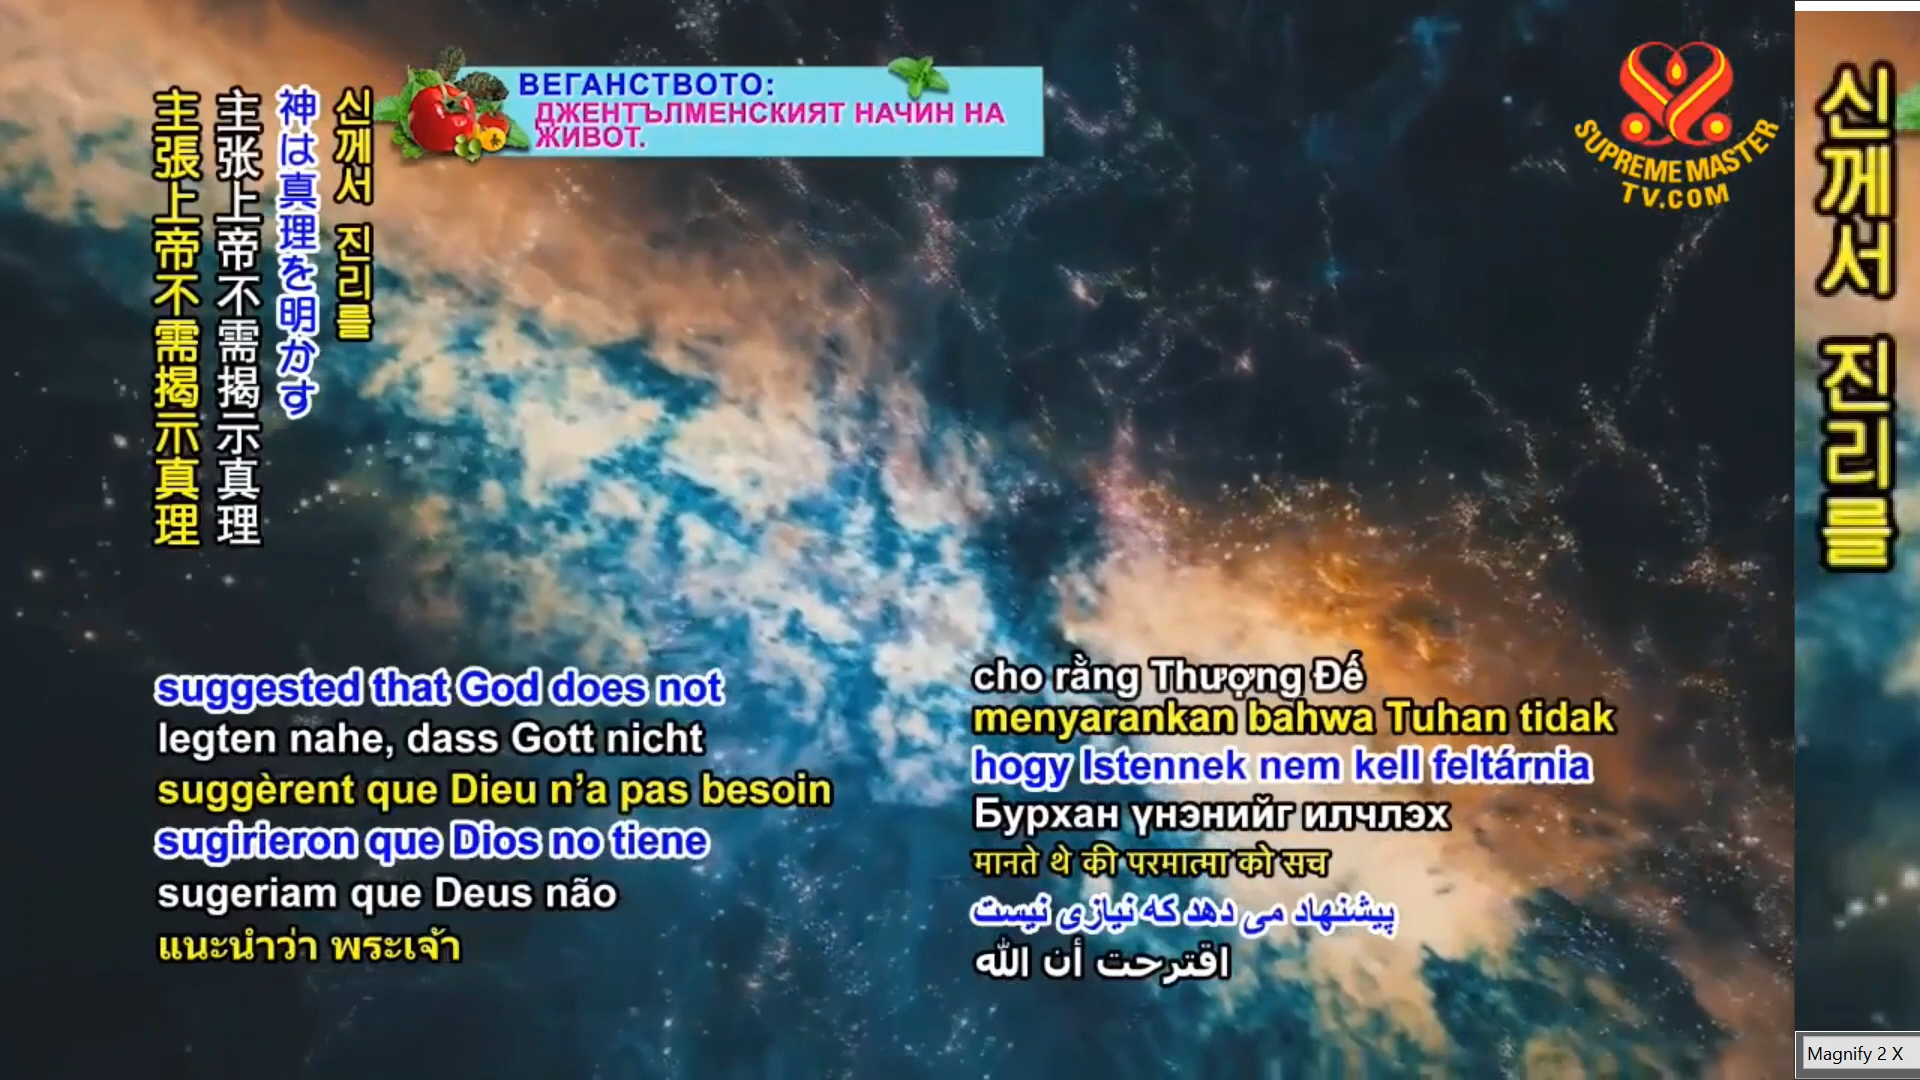 ВЕГАНСТВОТО:
ДЖЕНТЪЛМЕНСКИЯТ НАЧИН НА
ЖИВОТ.
SUPREME MASTER
TV.COM
신께서 진리를
神は真理を明かす
主张上帝不需揭示真理
主張上帝不需揭示真理
suggested that God does not
legten nahe, dass Gott nicht
suggèrent que Dieu n’a pas besoin
sugirieron que Dios no tiene
sugeriam que Deus não
แนะนำว่า พระเจ้า
cho rằng Thượng Đế
menyarankan bahwa Tuhan tidak
hogy Istennek nem kell feltárnia
Бурхан үнэнийг илчлэх
मानते थे की परमात्मा को सच
پیشنهاد می دهد که نیازی نیست
اقترحت أن الله
신께서 진리를
Magnify 2 X